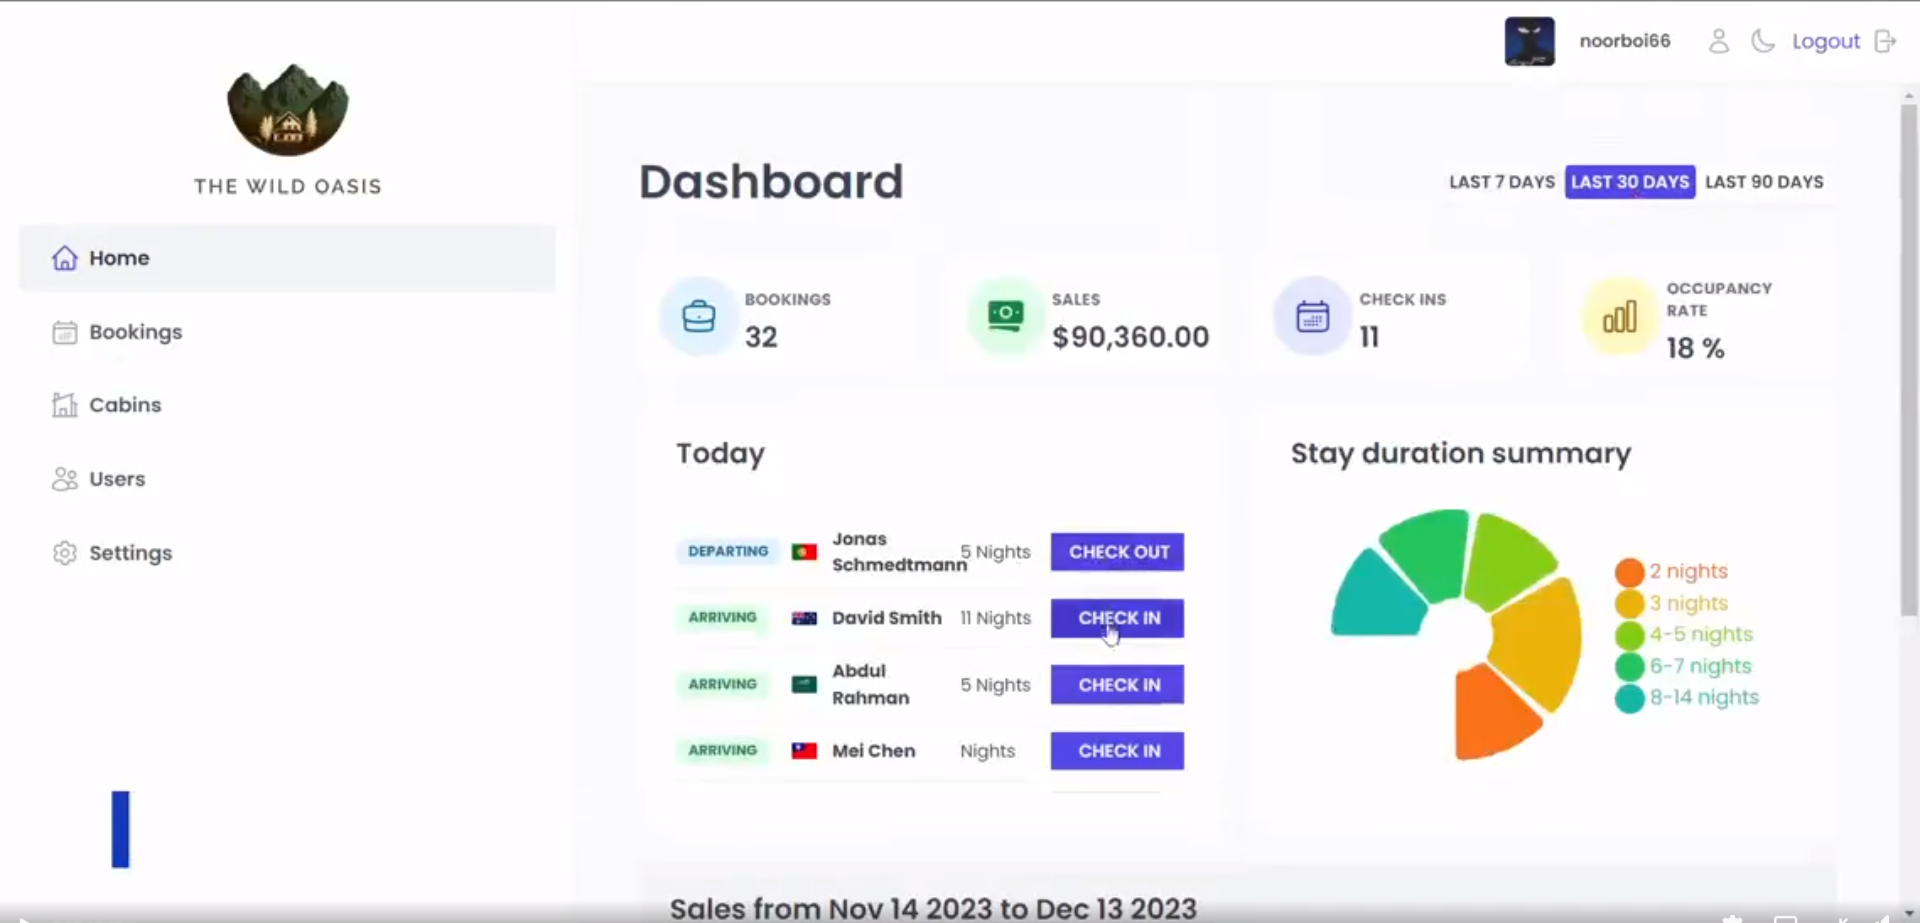 noorboi66
Logout
THE WILD OASIS
Home
Bookings
Cabins
Users
Settings
Dashboard
LAST 7 DAYS
LAST 30 DAYS
LAST 90 DAYS
BOOKINGS
32
SALES
$90,360.00
CHECK INS
11
OCCUPANCY
RATE
18 %
Today
DEPARTING
Jonas
Schmedtmann
5 Nights
CHECK OUT
ARRIVING
David Smith
11 Nights
CHECK IN
ARRIVING
Abdul
Rahman
5 Nights
CHECK IN
ARRIVING
Mei Chen
Nights
CHECK IN
Stay duration summary
2 nights
3 nights
4-5 nights
6-7 nights
8-14 nights
Sales from Nov 14 2023 to Dec 13 2023